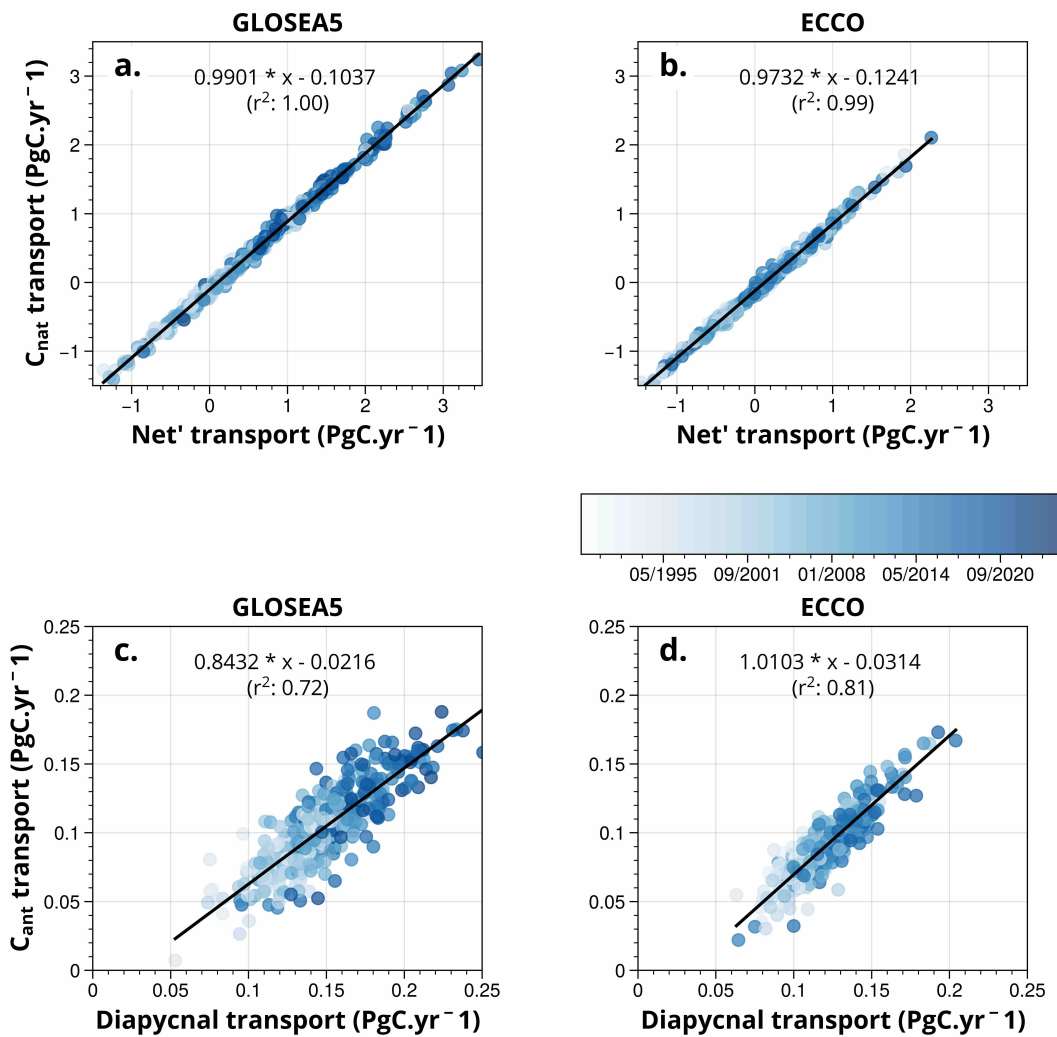 GLOSEA5
a.
0.9901 * x - 0.1037
(r²: 1.00)
C_nat transport (PgC.yr⁻1)
3
2
1
0
−1
−1 0 1 2 3
Net' transport (PgC.yr⁻1)
ECCO
b.
0.9732 * x - 0.1241
(r²: 0.99)
3
2
1
0
−1
−1 0 1 2 3
Net' transport (PgC.yr⁻1)
05/1995 09/2001 01/2008 05/2014 09/2020
GLOSEA5
c.
0.8432 * x - 0.0216
(r²: 0.72)
C_ant transport (PgC.yr⁻1)
0.25
0.2
0.15
0.1
0.05
0
0 0.05 0.1 0.15 0.2 0.25
Diapycnal transport (PgC.yr⁻1)
ECCO
d.
1.0103 * x - 0.0314
(r²: 0.81)
0.25
0.2
0.15
0.1
0.05
0
0 0.05 0.1 0.15 0.2 0.25
Diapycnal transport (PgC.yr⁻1)